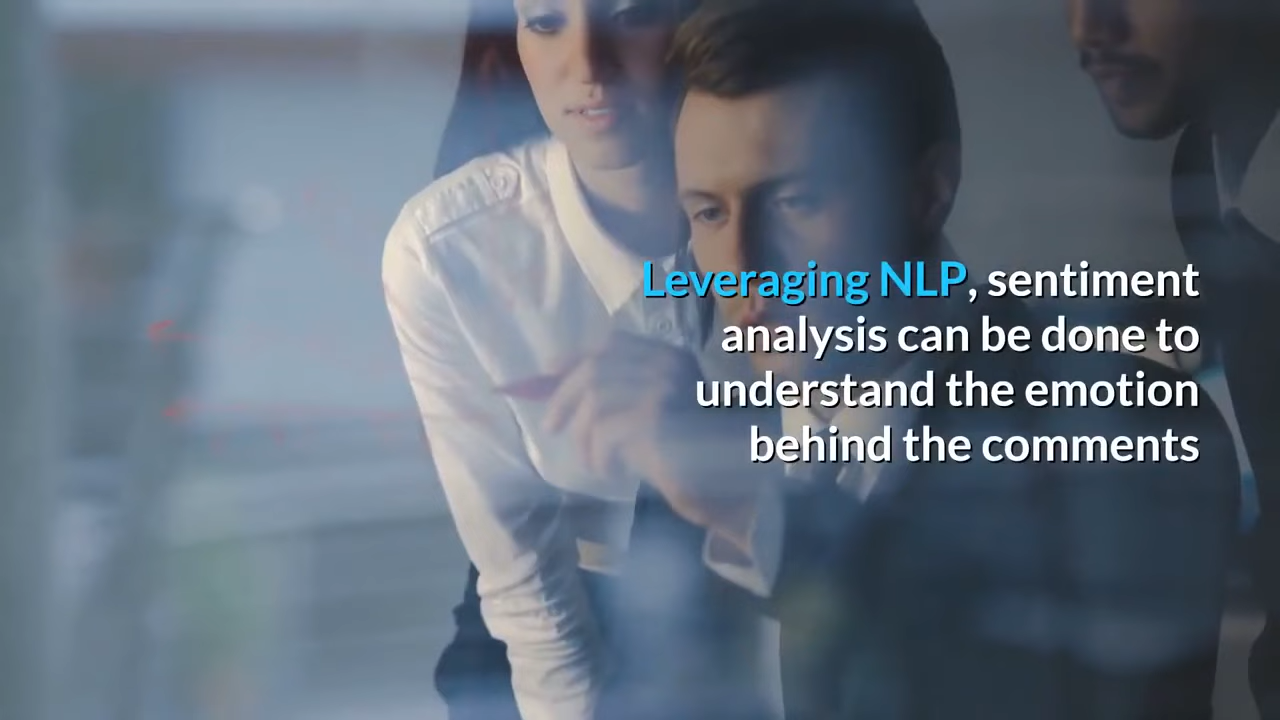 Leveraging NLP, sentiment
analysis can be done to
understand the emotion
behind the comments